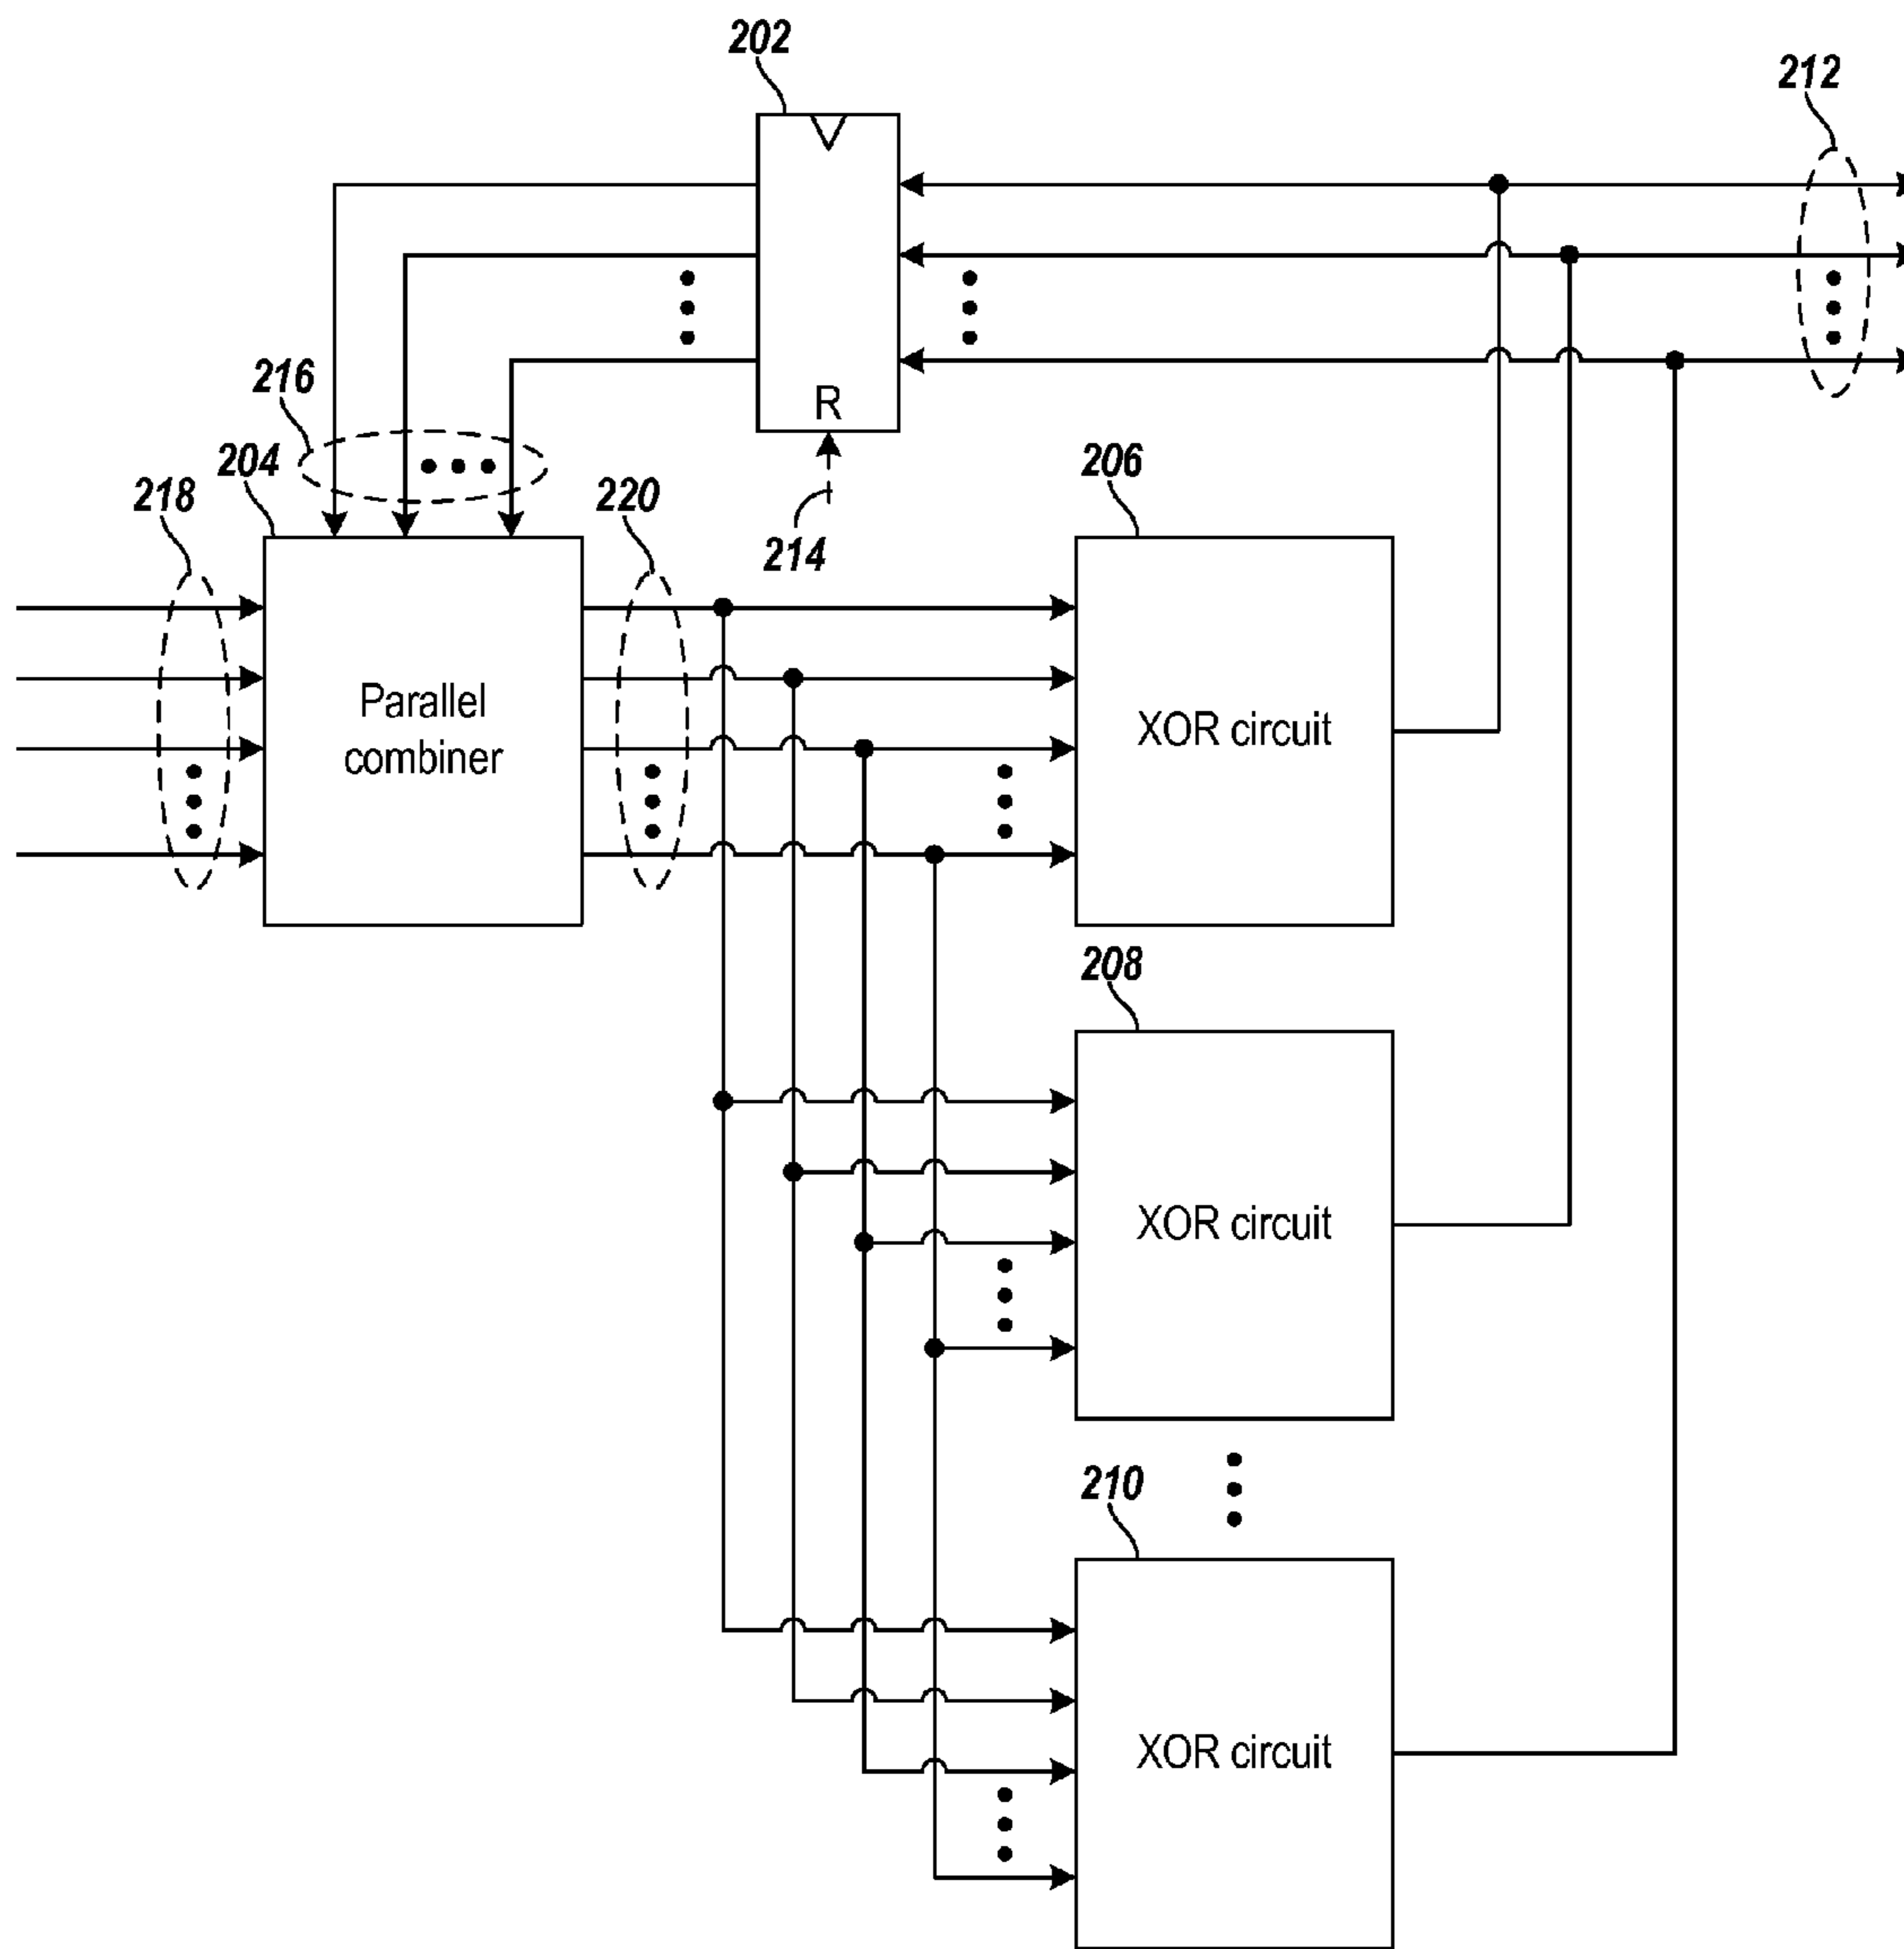 202
212
R
216
204
218
220
214
206
Parallel
combiner
XOR circuit
208
XOR circuit
210
XOR circuit